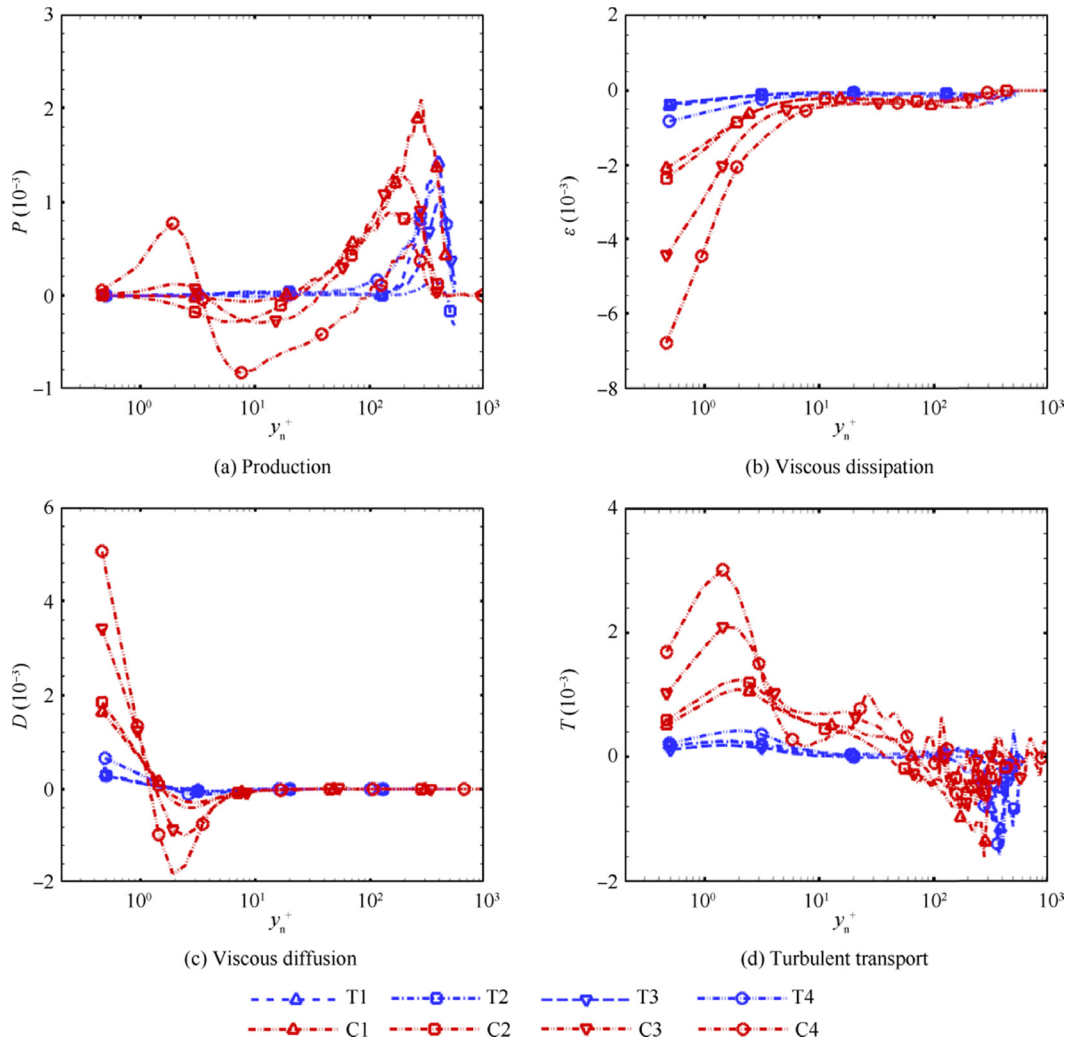 3
2
1
0
−1
P (10⁻³)
10⁰ 10¹ 10² 10³
yₙ⁺
(a) Production
2
0
−2
−4
−6
−8
ε (10⁻³)
10⁰ 10¹ 10² 10³
yₙ⁺
(b) Viscous dissipation
6
4
2
0
−2
D (10⁻³)
10⁰ 10¹ 10² 10³
yₙ⁺
(c) Viscous diffusion
4
2
0
−2
T (10⁻³)
10⁰ 10¹ 10² 10³
yₙ⁺
(d) Turbulent transport
T1 T2 T3 T4
C1 C2 C3 C4